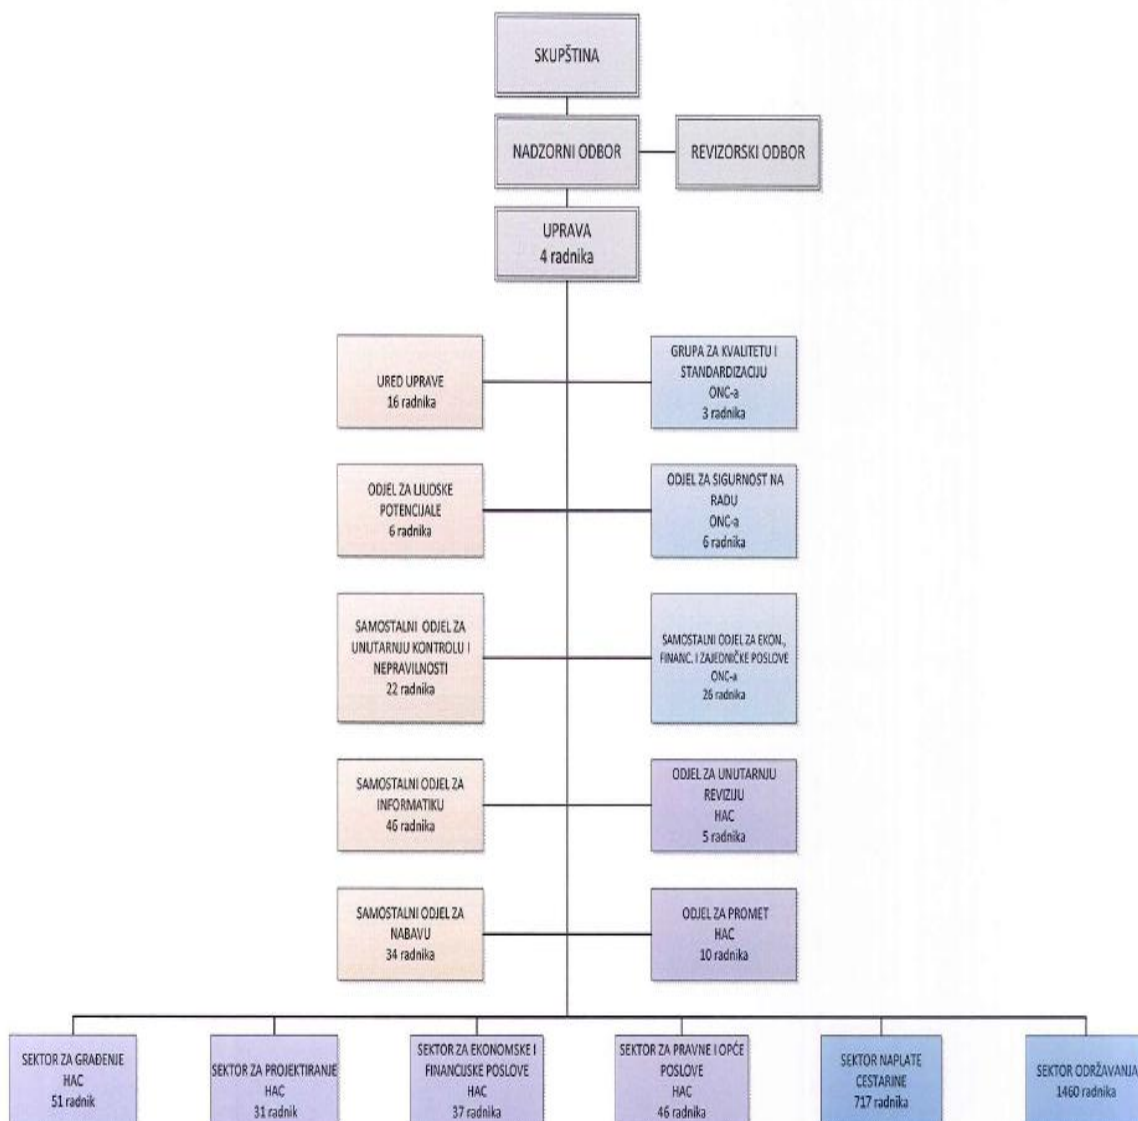 SKUPŠTINA
NADZORNI ODBOR
REVIZORSKI ODBOR
UPRAVA
4 radnika
URED UPRAVE
16 radnika
GRUPA ZA KVALITETU I
STANDARDIZACIJU
ONC-a
3 radnika
ODJEL ZA LJUDSKE
POTENCIJALE
6 radnika
ODJEL ZA SIGURNOST NA
RADU
ONC-a
6 radnika
SAMOSTALNI ODJEL ZA
UNUTARNJU KONTROLU I
NEPRAVILNOSTI
22 radnika
SAMOSTALNI ODJEL ZA EKON.,
FINANC. I ZAJEDNIČKE POSLOVE
ONC-a
26 radnika
SAMOSTALNI ODJEL ZA
INFORMATIKU
46 radnika
ODJEL ZA UNUTARNJU
REVIZIJU
HAC
5 radnika
SAMOSTALNI ODJEL ZA
NABAVU
34 radnika
ODJEL ZA PROMET
HAC
10 radnika
SEKTOR ZA GRAĐENJE
HAC
51 radnik
SEKTOR ZA PROJEKTIRANJE
HAC
31 radnik
SEKTOR ZA EKONOMSKE I
FINANCIJSKE POSLOVE
HAC
37 radnika
SEKTOR ZA PRAVNE I OPĆE
POSLOVE
HAC
46 radnika
SEKTOR NAPLATE
CESTARINE
717 radnika
SEKTOR ODRŽAVANJA
1460 radnika